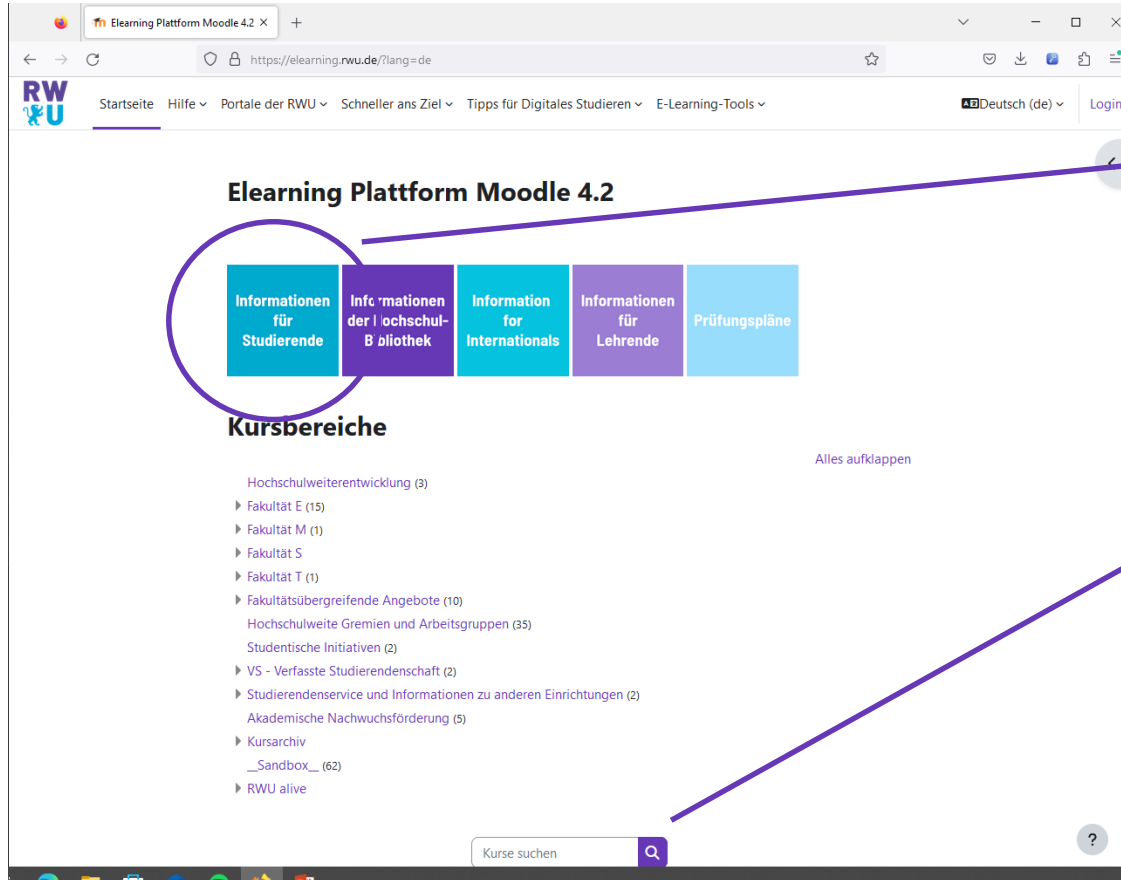 Elearning Plattform Moodle 4.2
https://elearning.rwu.de/?lang=de
RW
U
Startseite Hilfe Portale der RWU Schneller ans Ziel Tipps für Digitales Studieren E-Learning-Tools Deutsch (de) Login
Elearning Plattform Moodle 4.2
Informationen
für
Studierende
Informationen
der Hochschul-
Bibliothek
Information
for
Internationals
Informationen
für
Lehrende
Prüfungspläne
Kursbereiche
Alles aufklappen
Hochschulweiterentwicklung (3)
Fakultät E (15)
Fakultät M (1)
Fakultät S
Fakultät T (1)
Fakultätsübergreifende Angebote (10)
Hochschulweite Gremien und Arbeitsgruppen (35)
Studentische Initiativen (2)
VS - Verfasste Studierendenschaft (2)
Studierendenservice und Informationen zu anderen Einrichtungen (2)
Akademische Nachwuchsförderung (5)
Kursarchiv
__Sandbox__ (62)
RWU alive
Kurse suchen
?